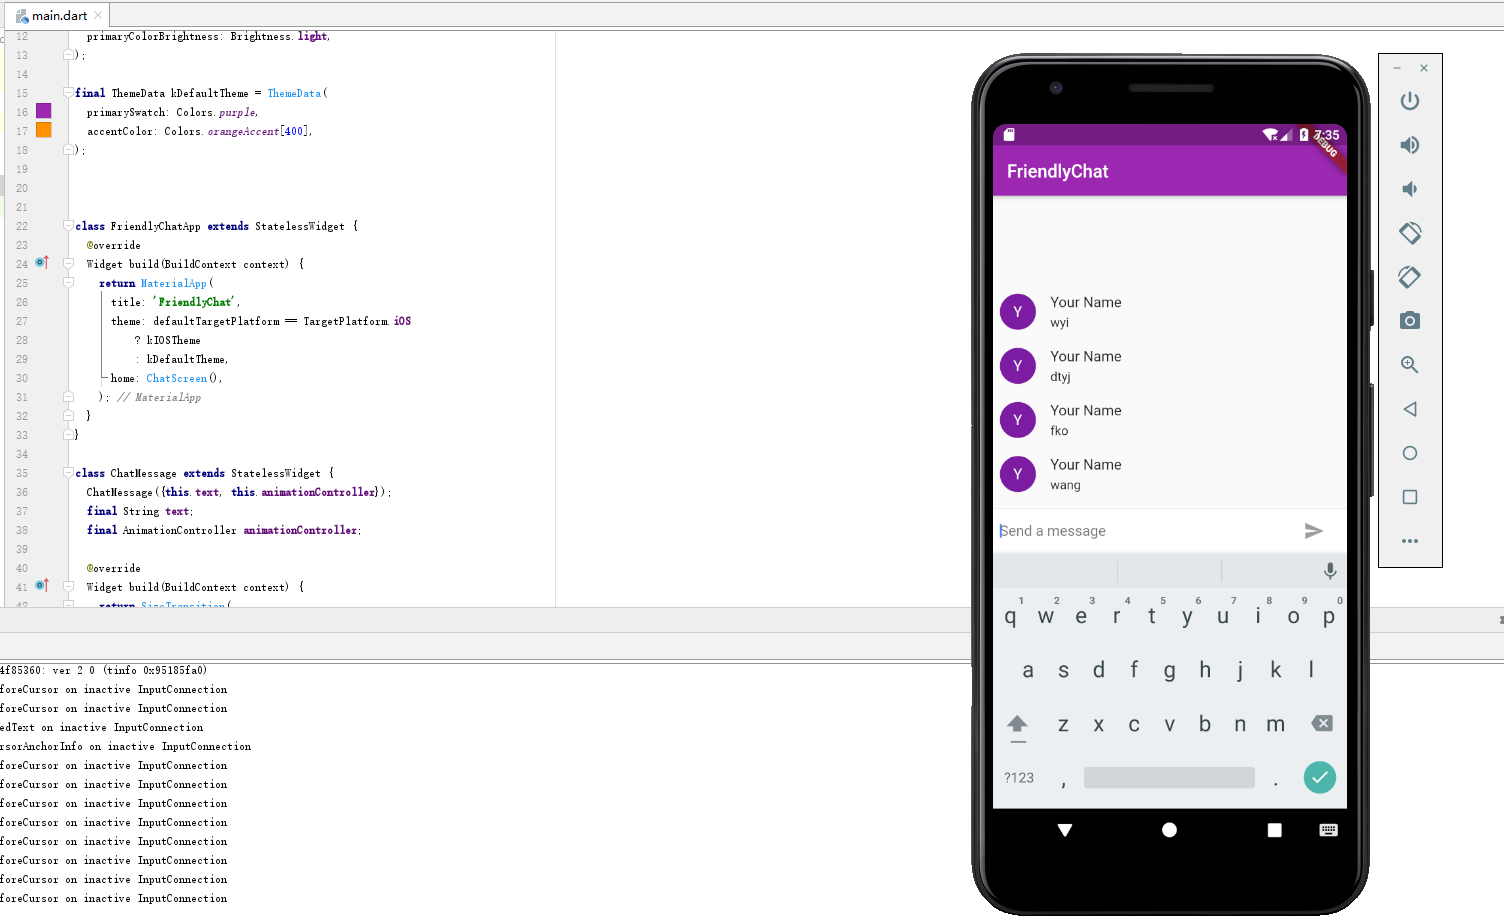 main.dart
12 primaryColorBrightness: Brightness.light,
13 );
14
15 final ThemeData kDefaultTheme = ThemeData(
16 primarySwatch: Colors.purple,
17 accentColor: Colors.orangeAccent[400],
18 );
19
20
21
22 class FriendlyChatApp extends StatelessWidget {
23 @override
24 Widget build(BuildContext context) {
25 return MaterialApp(
26 title: 'FriendlyChat',
27 theme: defaultTargetPlatform == TargetPlatform.iOS
28 ? kIOSTheme
29 : kDefaultTheme,
30 home: ChatScreen(),
31 ); // MaterialApp
32 }
33 }
34
35 class ChatMessage extends StatelessWidget {
36 ChatMessage({this.text, this.animationController});
37 final String text;
38 final AnimationController animationController;
39
40 @override
41 Widget build(BuildContext context) {
42 return SizeTransition(
4f85360: ver 2 0 (tinfo 0x95185fa0)
foreCursor on inactive InputConnection
foreCursor on inactive InputConnection
edText on inactive InputConnection
rsorAnchorInfo on inactive InputConnection
foreCursor on inactive InputConnection
foreCursor on inactive InputConnection
foreCursor on inactive InputConnection
foreCursor on inactive InputConnection
foreCursor on inactive InputConnection
foreCursor on inactive InputConnection
foreCursor on inactive InputConnection
foreCursor on inactive InputConnection
7:35
DEBUG
FriendlyChat
Y Your Name
wyi
Y Your Name
dtyj
Y Your Name
fko
Y Your Name
wang
Send a message
1 2 3 4 5 6 7 8 9 0
q w e r t y u i o p
a s d f g h j k l
z x c v b n m
?123 , .